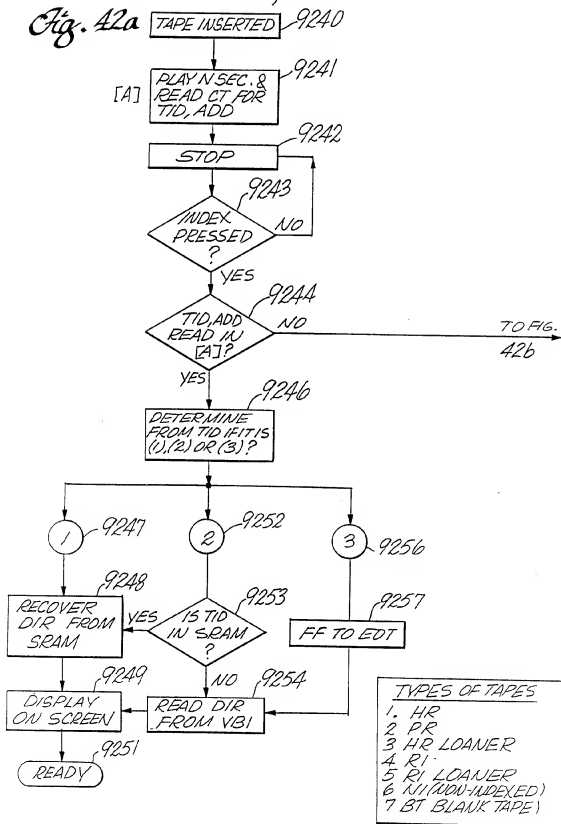 Fig. 42a
TAPE INSERTED
9240
[A]
PLAY N SEC. &
READ CT FOR
TID, ADD
9241
STOP
9242
INDEX
PRESSED
?
9243
NO
YES
TID, ADD
READ IN
[A]?
9244
NO
TO FIG.
42b
YES
DETERMINE
FROM TID IF IT IS
(1), (2) OR (3)?
9246
1
9247
2
9252
3
9256
RECOVER
DIR FROM
SRAM
9248
YES
IS TID
IN SRAM
?
9253
FF TO EDT
9257
NO
DISPLAY
ON SCREEN
9249
READ DIR
FROM VBI
9254
READY
9251
TYPES OF TAPES
1. HR
2 PR
3 HR LOANER
4 RI
5 RI LOANER
6 NI (NON-INDEXED)
7 BT BLANK TAPE)